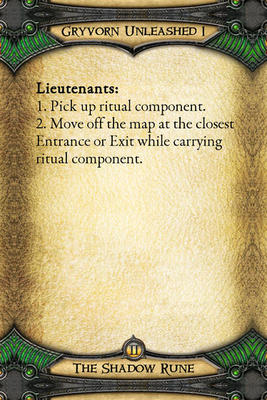 Gryvorn Unleashed I
Lieutenants:
1. Pick up ritual component.
2. Move off the map at the closest
Entrance or Exit while carrying
ritual component.
II
The Shadow Rune